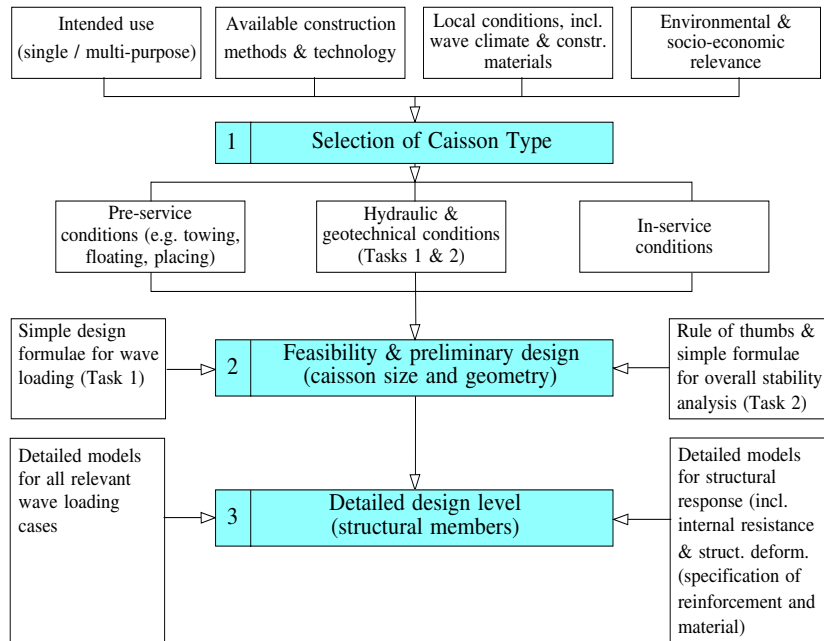 Intended use
(single / multi-purpose)
Available construction
methods & technology
Local conditions, incl.
wave climate & constr.
materials
Environmental &
socio-economic
relevance
1
Selection of Caisson Type
Pre-service
conditions (e.g. towing,
floating, placing)
Hydraulic &
geotechnical conditions
(Tasks 1 & 2)
In-service
conditions
Simple design
formulae for wave
loading (Task 1)
2
Feasibility & preliminary design
(caisson size and geometry)
Rule of thumbs &
simple formulae
for overall stability
analysis (Task 2)
Detailed models
for all relevant
wave loading
cases
3
Detailed design level
(structural members)
Detailed models
for structural
response (incl.
internal resistance
& struct. deform.
(specification of
reinforcement and
material)